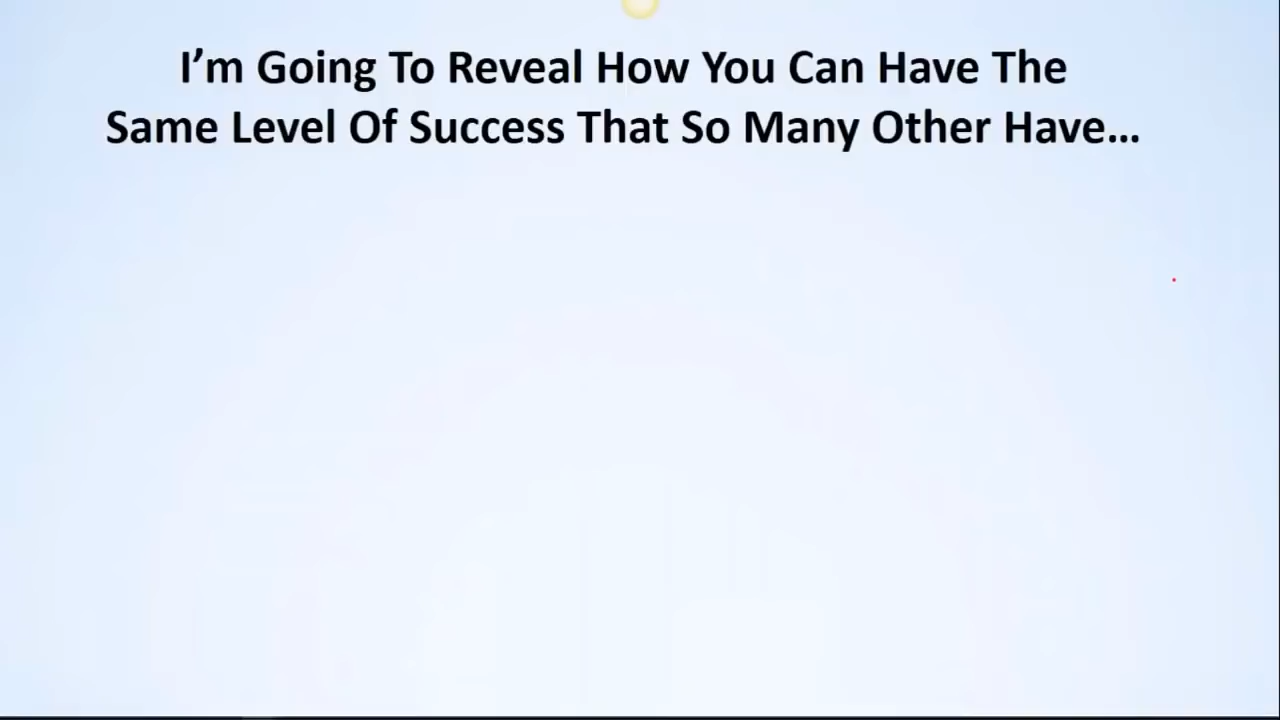 I’m Going To Reveal How You Can Have The
Same Level Of Success That So Many Other Have…